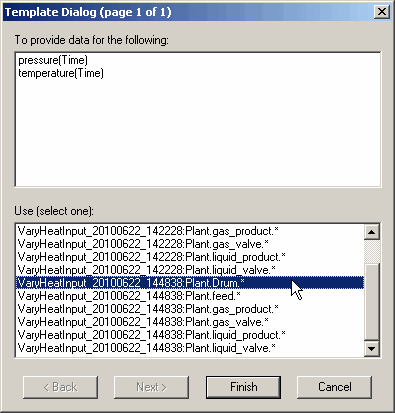 Template Dialog (page 1 of 1)
To provide data for the following:
pressure(Time)
temperature(Time)
Use (select one):
VaryHeatInput_20100622_142228:Plant.gas_product.*
VaryHeatInput_20100622_142228:Plant.gas_valve.*
VaryHeatInput_20100622_142228:Plant.liquid_product.*
VaryHeatInput_20100622_142228:Plant.liquid_valve.*
VaryHeatInput_20100622_144838:Plant.Drum.*
VaryHeatInput_20100622_144838:Plant.feed.*
VaryHeatInput_20100622_144838:Plant.gas_product.*
VaryHeatInput_20100622_144838:Plant.gas_valve.*
VaryHeatInput_20100622_144838:Plant.liquid_product.*
VaryHeatInput_20100622_144838:Plant.liquid_valve.*
< Back Next > Finish Cancel